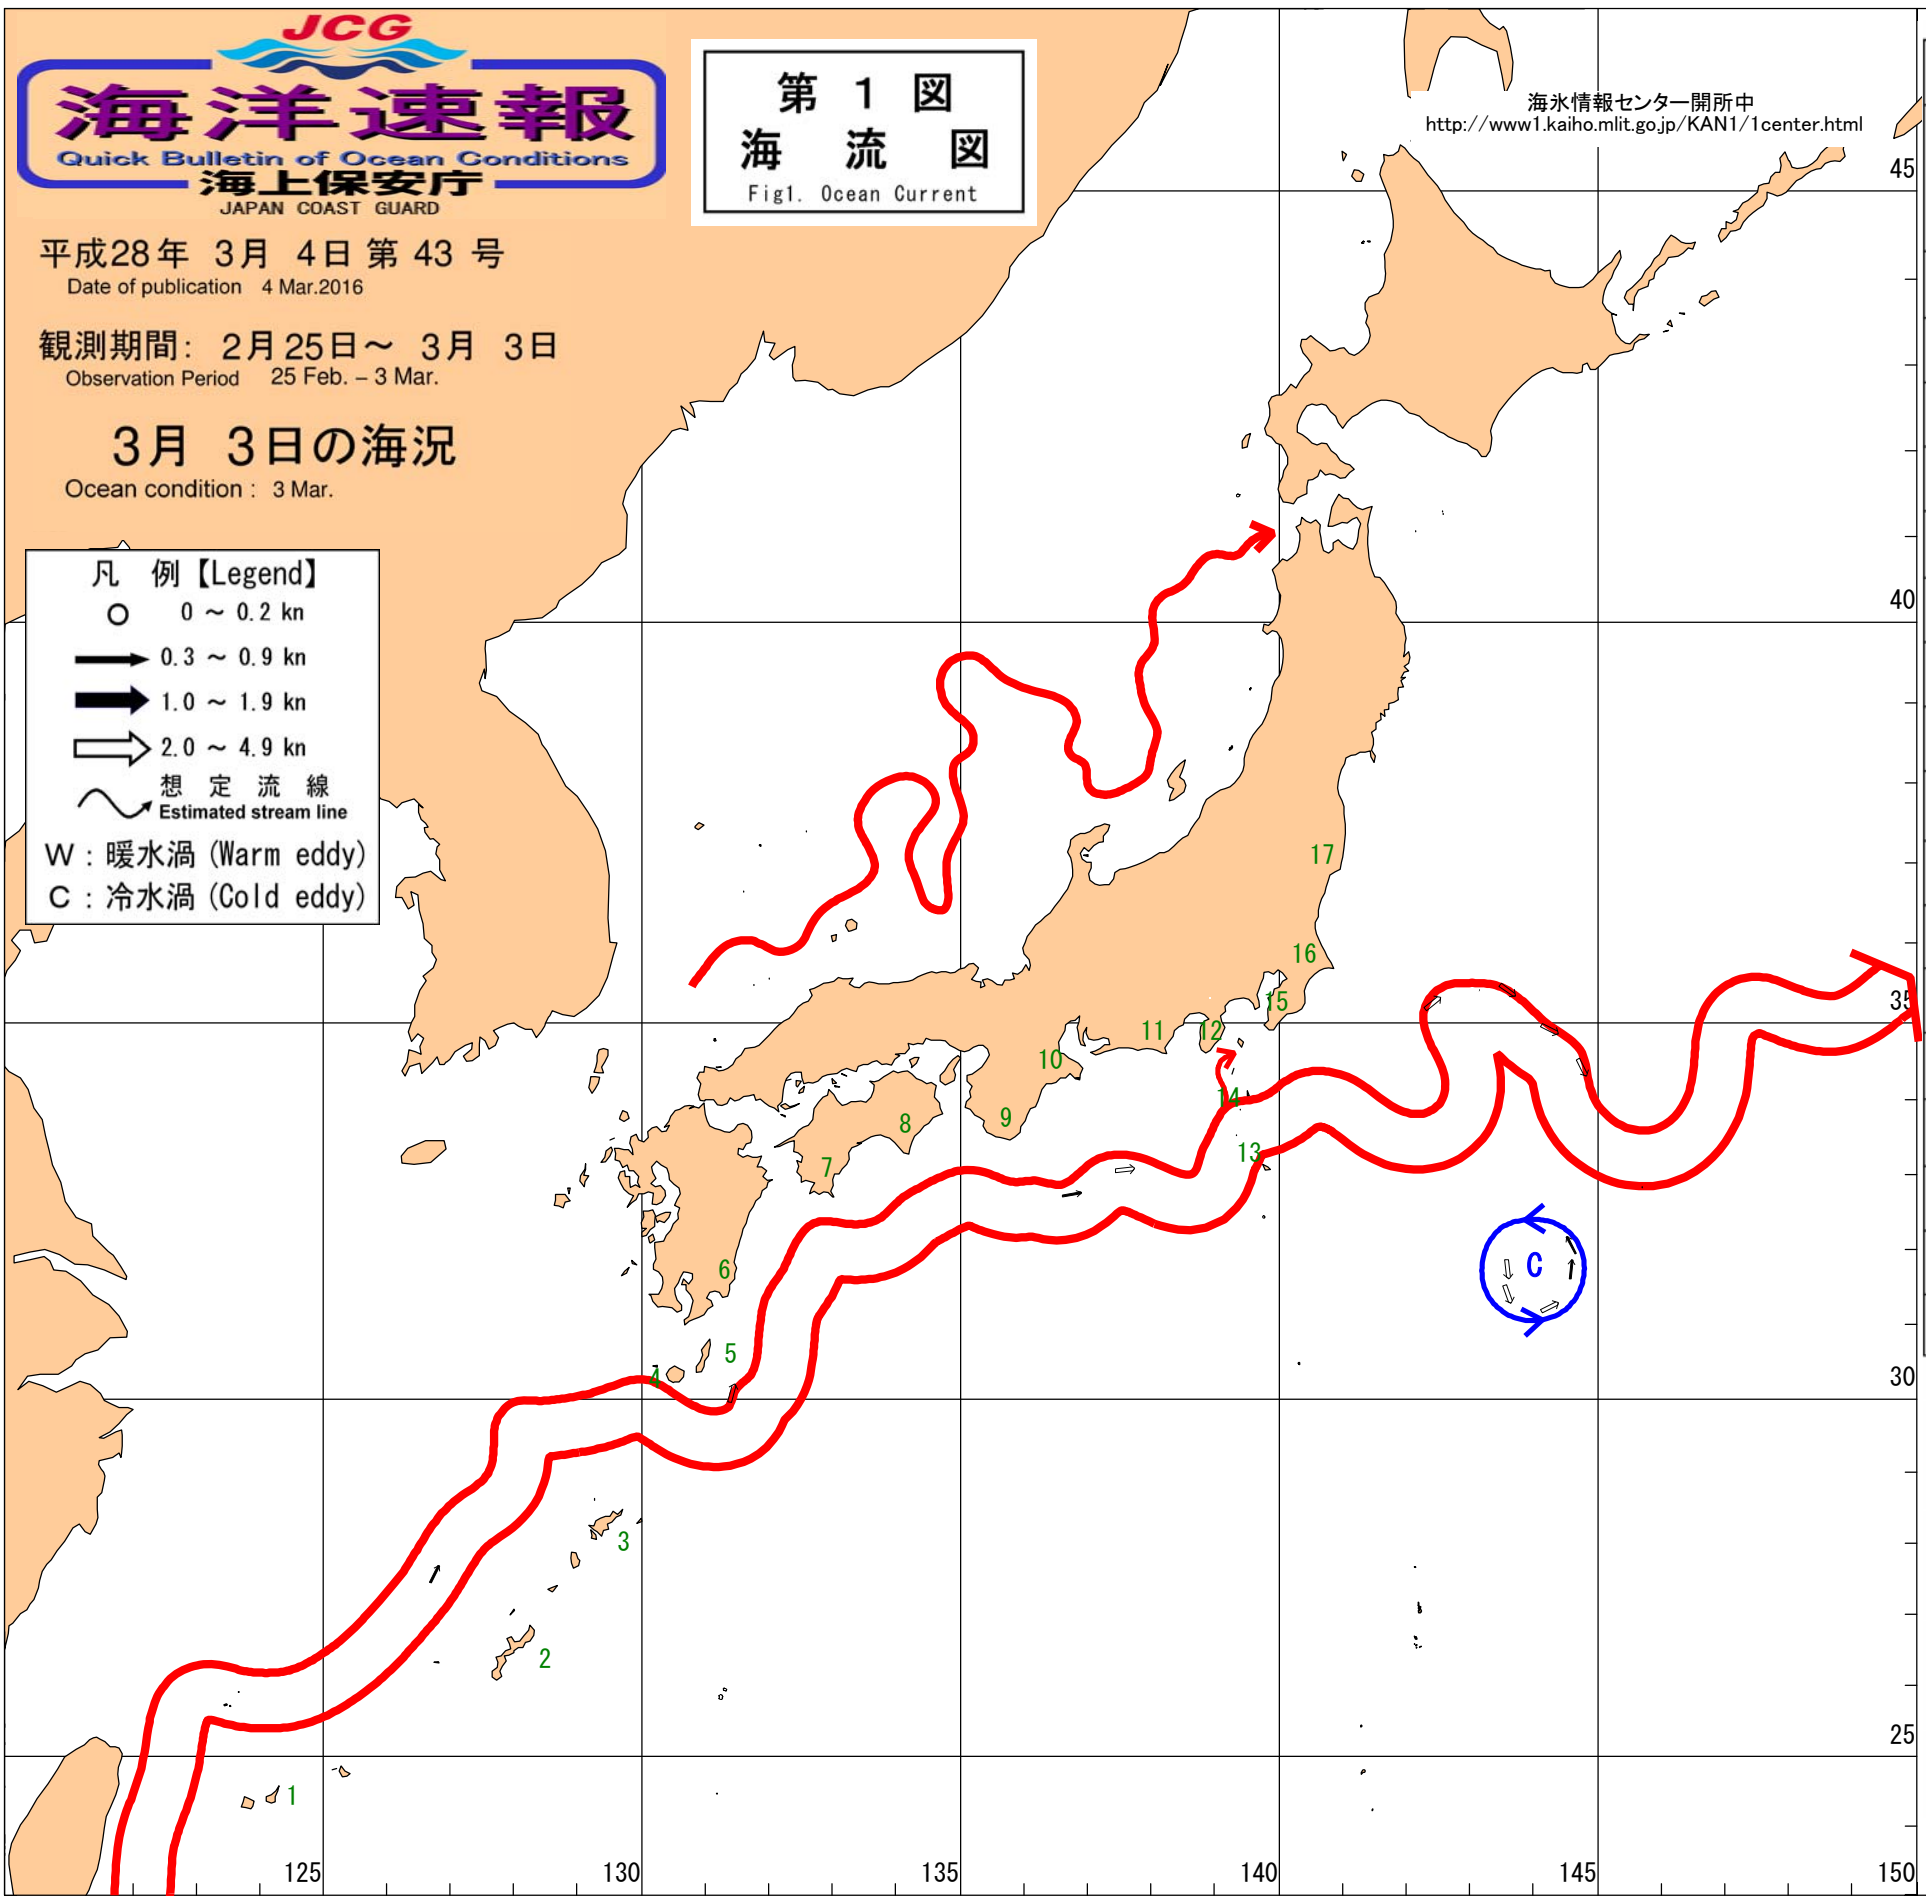 JCG
海洋速報
Quick Bulletin of Ocean Conditions
海上保安庁
JAPAN COAST GUARD
平成28年 3月 4日 第 43 号
Date of publication 4 Mar.2016
観測期間: 2月25日～ 3月 3日
Observation Period 25 Feb. – 3 Mar.
3月 3日の海況
Ocean condition : 3 Mar.
第 1 図
海 流 図
Fig1. Ocean Current
海氷情報センター開所中
http://www1.kaiho.mlit.go.jp/KAN1/1center.html
凡 例【Legend】
0 ～ 0.2 kn
0.3 ～ 0.9 kn
1.0 ～ 1.9 kn
2.0 ～ 4.9 kn
想 定 流 線
Estimated stream line
W : 暖水渦 (Warm eddy)
C : 冷水渦 (Cold eddy)
45
40
35
30
25
17
16
15
12
11
10
14
9
8
13
7
C
6
5
4
3
2
1
125
130
135
140
145
150